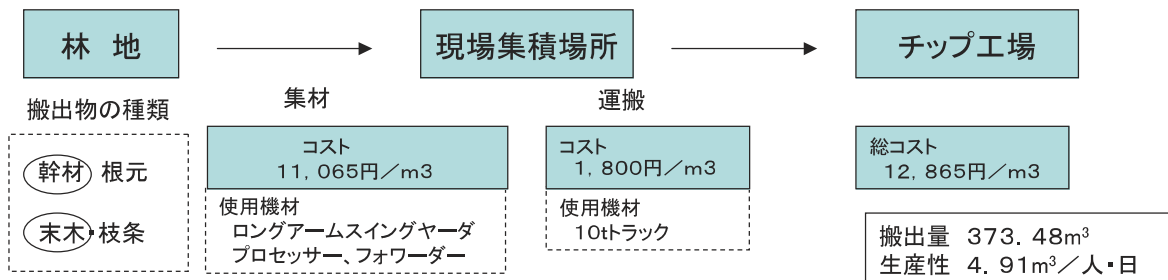 林 地
現場集積場所
チップ工場
集材
運搬
搬出物の種類
幹材 根元
末木・枝条
コスト
11,065円/m3
使用機材
ロングアームスイングヤーダ
プロセッサー、フォワーダー
コスト
1,800円/m3
使用機材
10tトラック
総コスト
12,865円/m3
搬出量 373.48m³
生産性 4.91m³/人・日